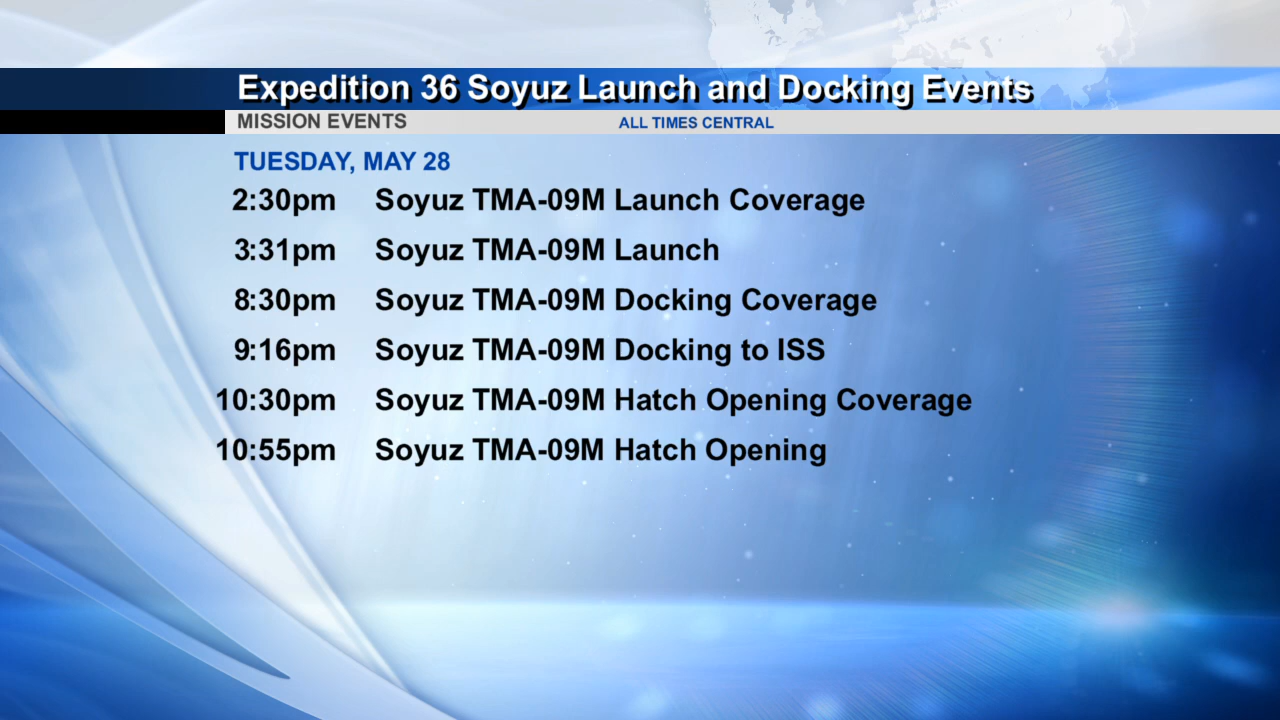 Expedition 36 Soyuz Launch and Docking Events
MISSION EVENTS ALL TIMES CENTRAL
TUESDAY, MAY 28
2:30pm Soyuz TMA-09M Launch Coverage
3:31pm Soyuz TMA-09M Launch
8:30pm Soyuz TMA-09M Docking Coverage
9:16pm Soyuz TMA-09M Docking to ISS
10:30pm Soyuz TMA-09M Hatch Opening Coverage
10:55pm Soyuz TMA-09M Hatch Opening